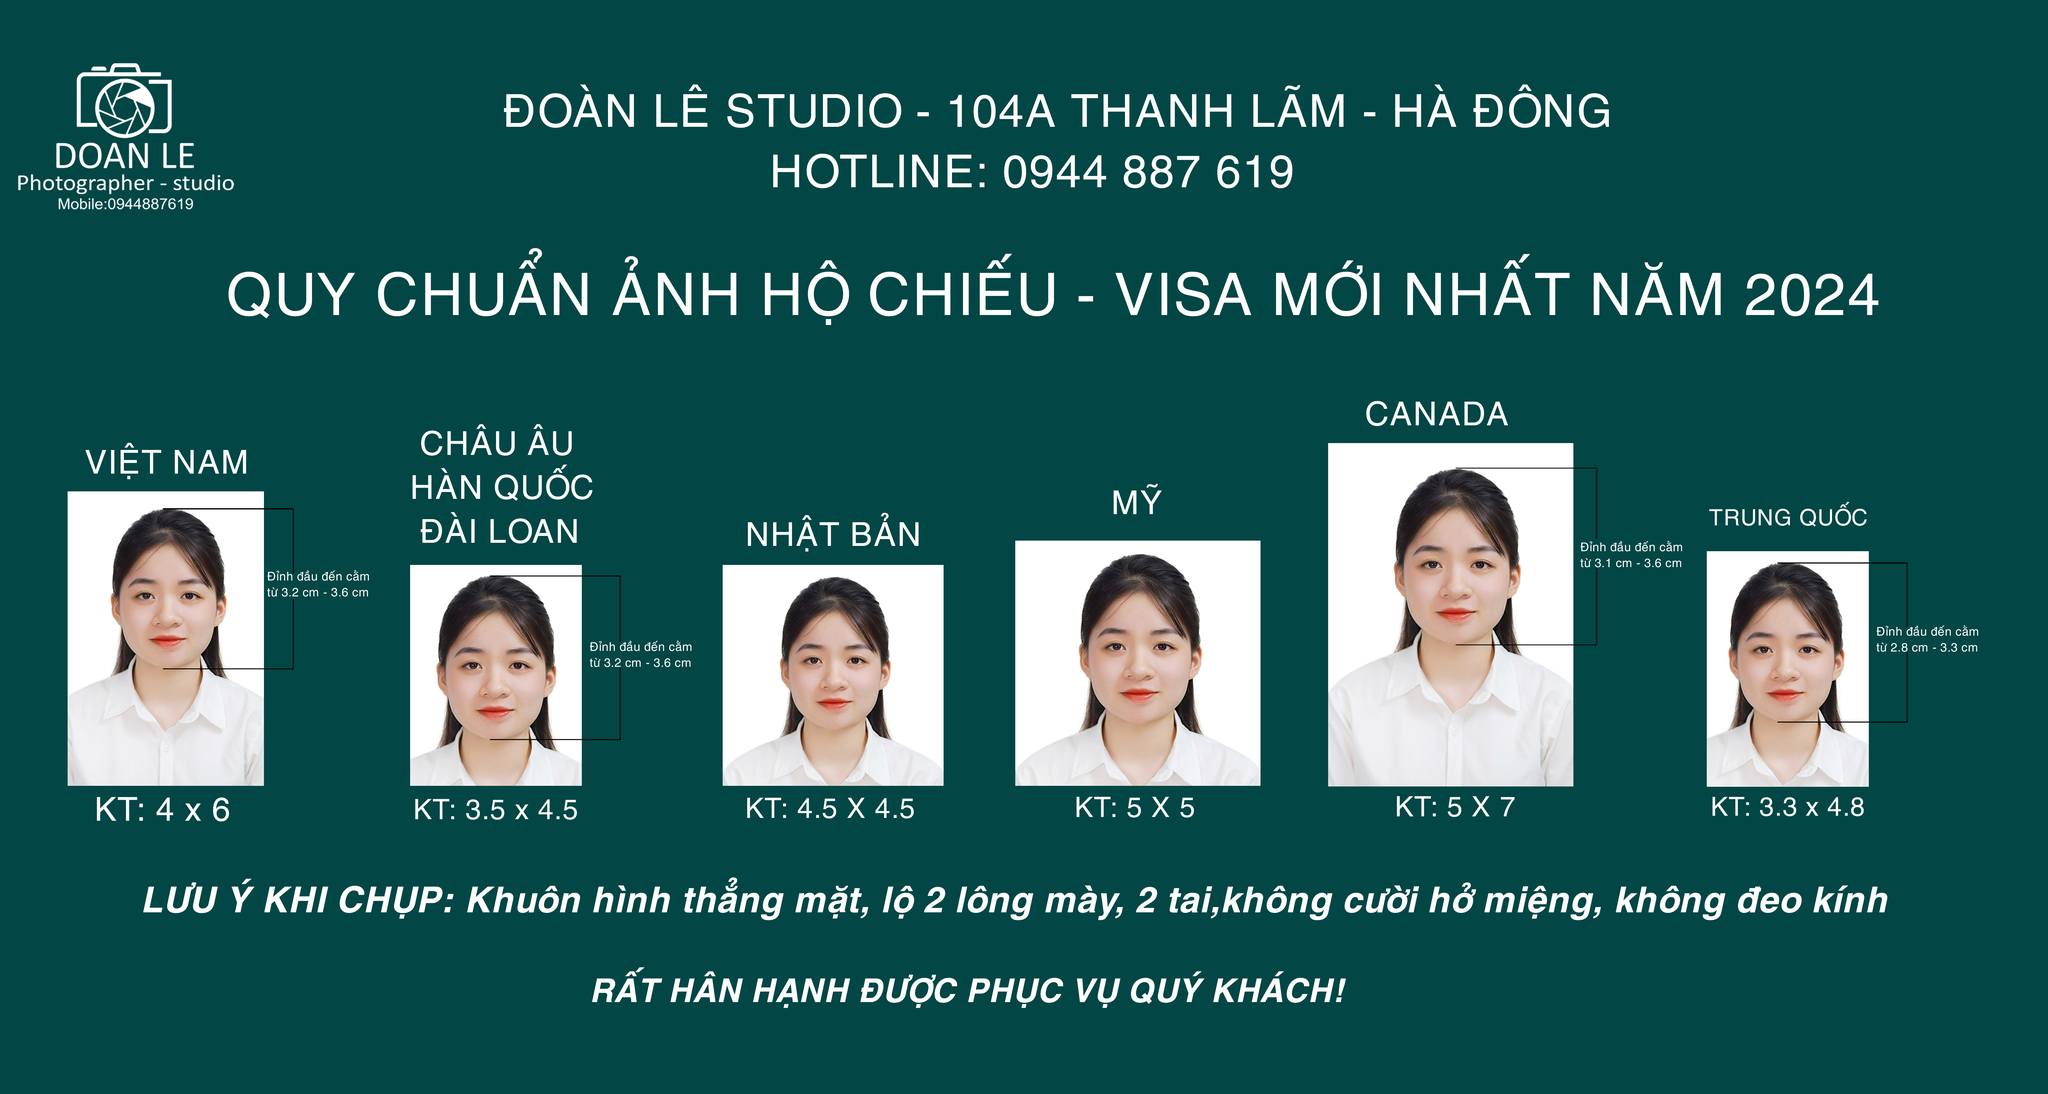 DOAN LE
Photographer - studio
Mobile:0944887619
ĐOÀN LÊ STUDIO - 104A THANH LÃM - HÀ ĐÔNG
HOTLINE: 0944 887 619
QUY CHUẨN ẢNH HỘ CHIẾU - VISA MỚI NHẤT NĂM 2024
VIỆT NAM
Đỉnh đầu đến cằm
từ 3.2 cm - 3.6 cm
KT: 4 x 6
CHÂU ÂU
HÀN QUỐC
ĐÀI LOAN
Đỉnh đầu đến cằm
từ 3.2 cm - 3.6 cm
KT: 3.5 x 4.5
NHẬT BẢN
KT: 4.5 X 4.5
MỸ
KT: 5 X 5
CANADA
Đỉnh đầu đến cằm
từ 3.1 cm - 3.6 cm
KT: 5 X 7
TRUNG QUỐC
Đỉnh đầu đến cằm
từ 2.8 cm - 3.3 cm
KT: 3.3 x 4.8
LƯU Ý KHI CHỤP: Khuôn hình thẳng mặt, lộ 2 lông mày, 2 tai,không cười hở miệng, không đeo kính
RẤT HÂN HẠNH ĐƯỢC PHỤC VỤ QUÝ KHÁCH!